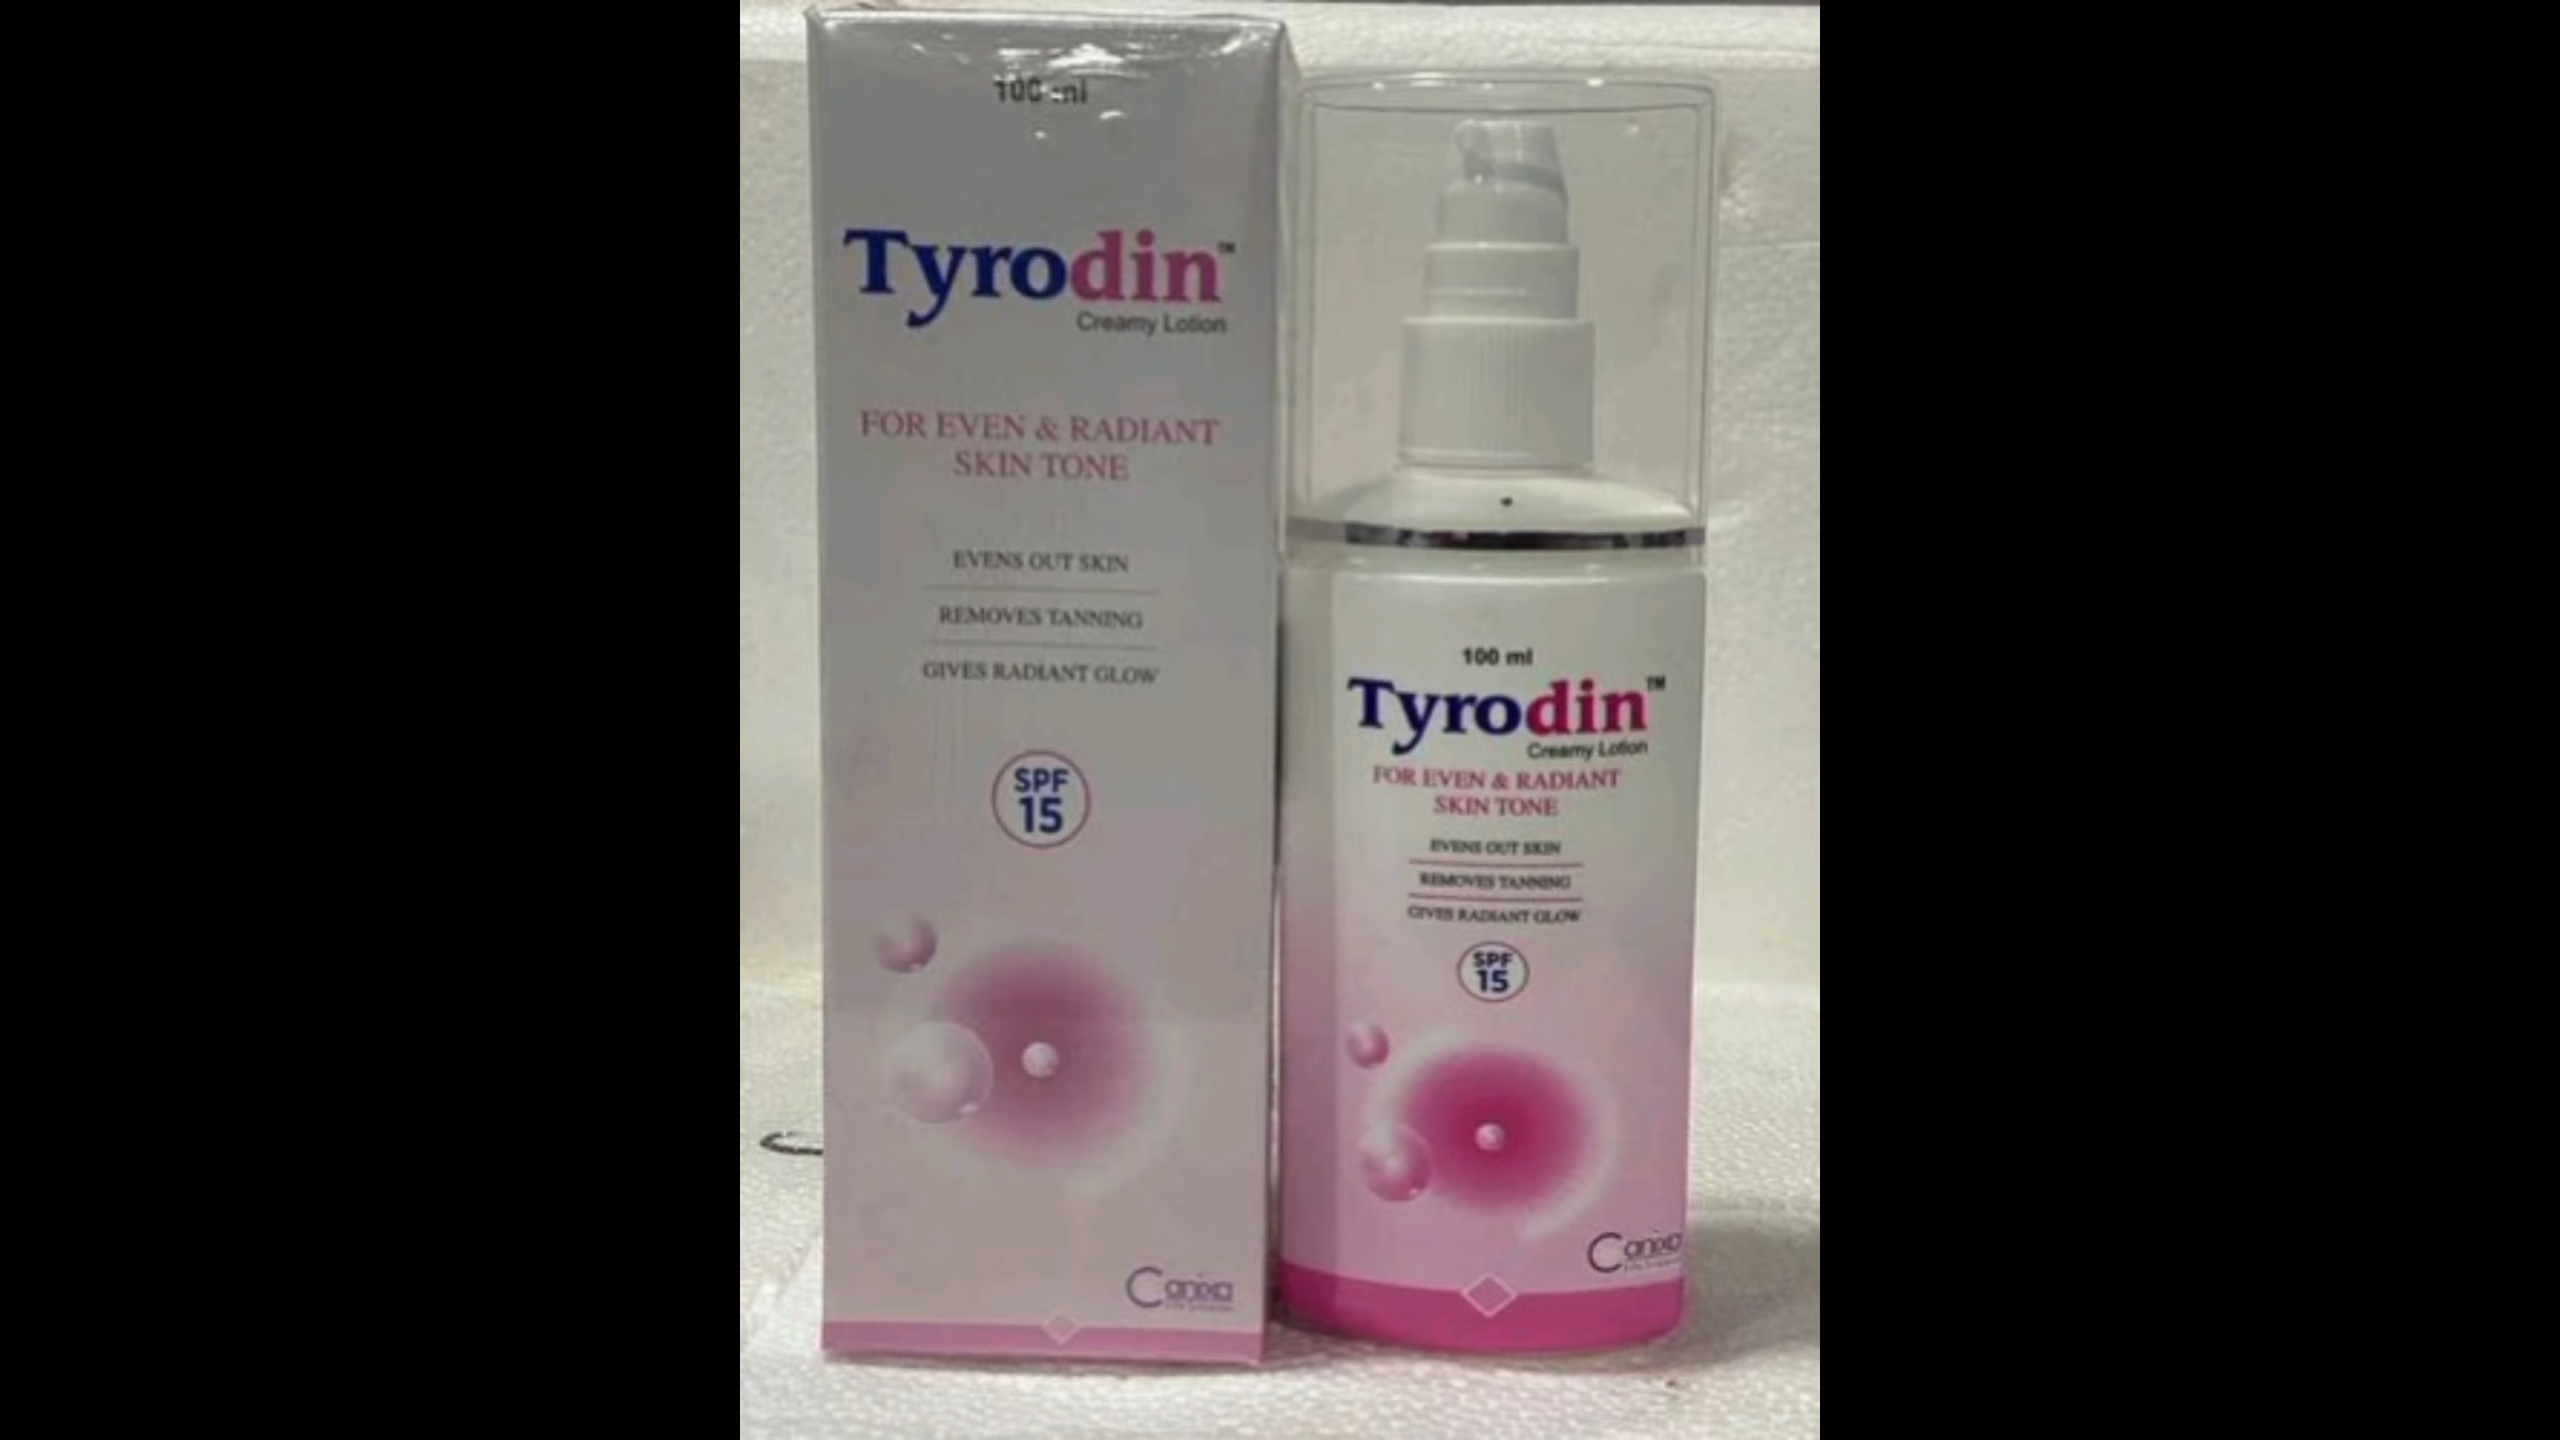 100 ml
Tyrodin™
Creamy Lotion
FOR EVEN & RADIANT
SKIN TONE
EVENS OUT SKIN
REMOVES TANNING
GIVES RADIANT GLOW
SPF
15
Canixa
100 ml
Tyrodin™
Creamy Lotion
FOR EVEN & RADIANT
SKIN TONE
EVENS OUT SKIN
REMOVES TANNING
GIVES RADIANT GLOW
SPF
15
Canixa